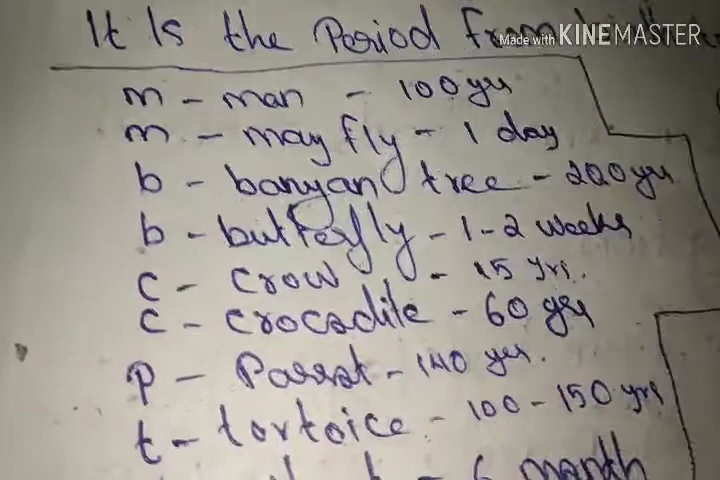 It Is the Period from
Made with KINEMASTER
m - man - 100 yrs
m - may fly - 1 day
b - banyan tree - 200 yrs
b - butterfly - 1-2 weeks
c - crow - 15 yrs.
c - crocodile - 60 yrs
p - Parrot - 140 yrs.
t - tortoice - 100 - 150 yrs
- 6 month